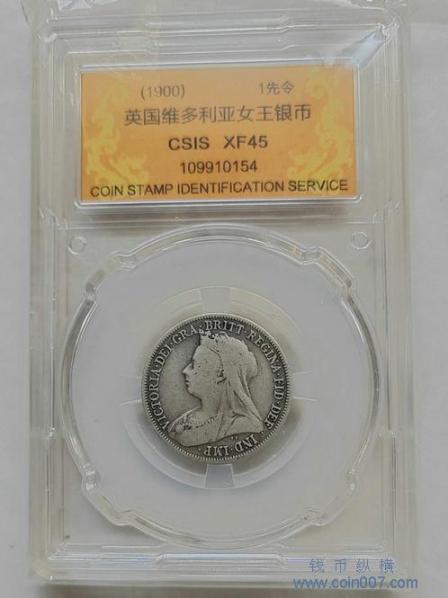 (1900) 1先令
英国维多利亚女王银币
CSIS XF45
109910154
COIN STAMP IDENTIFICATION SERVICE
VICTORIA·DEI·GRA·BRITT·REGINA·FID·DEF·IND·IMP·
钱币纵横
www.coin007.com